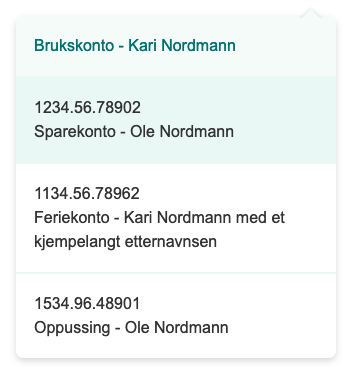 Brukskonto - Kari Nordmann
1234.56.78902
Sparekonto - Ole Nordmann
1134.56.78962
Feriekonto - Kari Nordmann med et
kjempelangt etternavnsen
1534.96.48901
Oppussing - Ole Nordmann